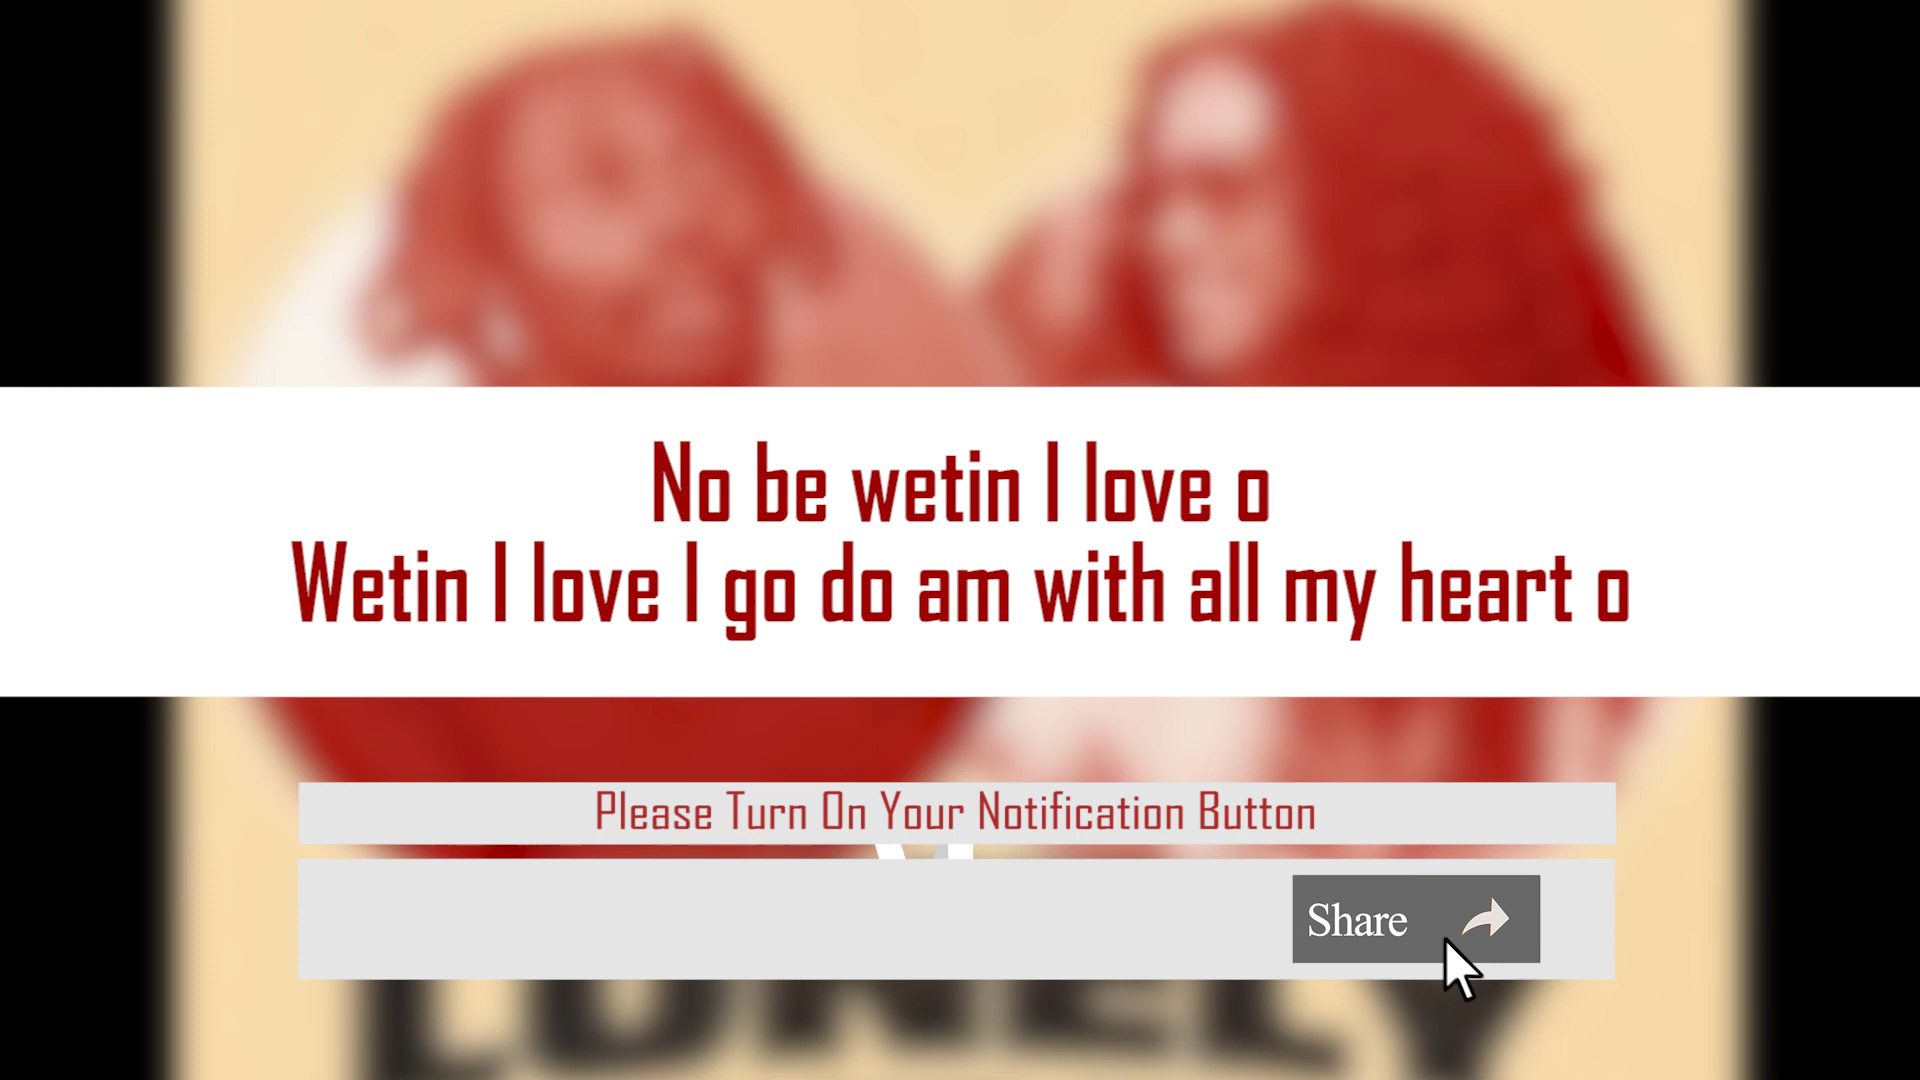 No be wetin I love o
Wetin I love I go do am with all my heart o
Please Turn On Your Notification Button
Share
LONELY